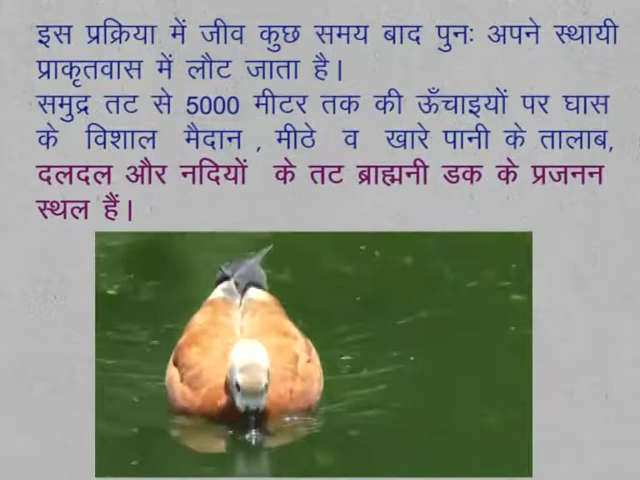 इस प्रक्रिया में जीव कुछ समय बाद पुनः अपने स्थायी
प्राकृतवास में लौट जाता है।
समुद्र तट से 5000 मीटर तक की ऊँचाइयों पर घास
के विशाल मैदान , मीठे व खारे पानी के तालाब,
दलदल और नदियों के तट ब्राह्मनी डक के प्रजनन
स्थल हैं।